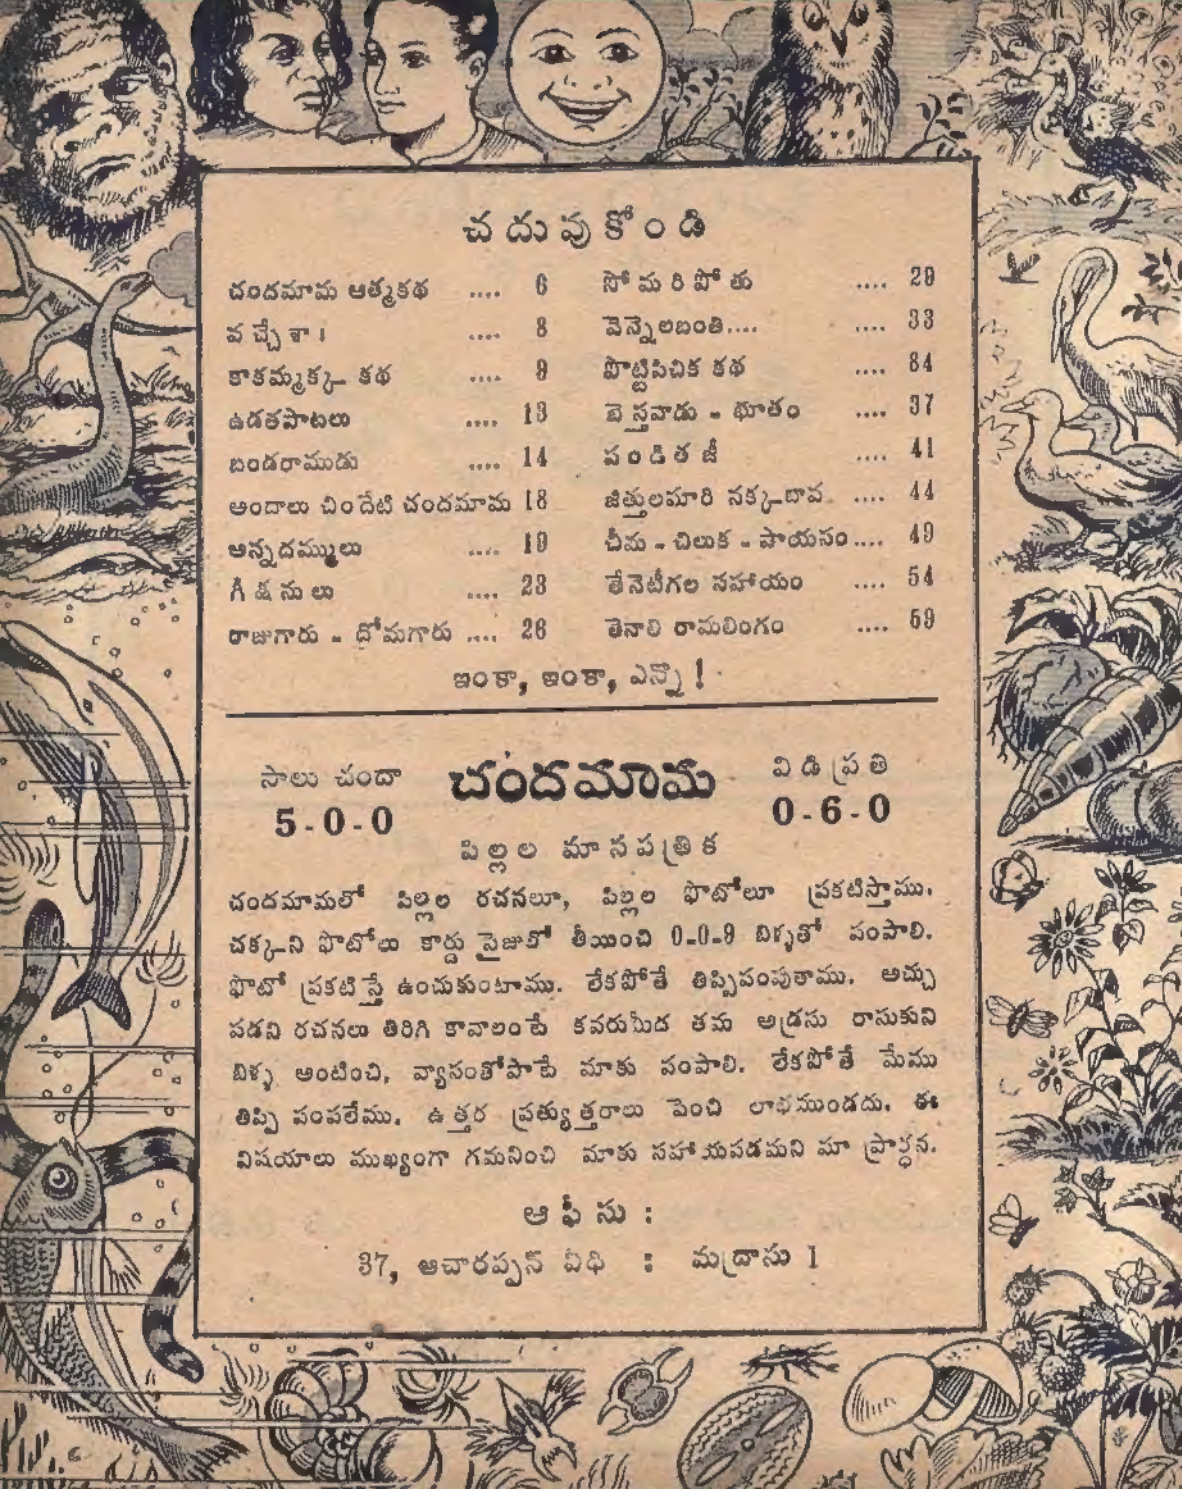 చదువుకోండి
చందమామ ఆత్మకథ .... 6
వచ్చేశా!  .... 8
కాకమ్మక్క కథ .... 9
ఉడతపాటలు .... 13
బండరాముడు .... 14
అందాలు చిందేటి చందమామ 18
అన్నదమ్ములు .... 19
గీషనులు .... 23
రాజుగారు - దోమగారు .... 26
సోమరిపోతు .... 29
వెన్నెలబంతి.... .... 33
పొట్టిపిచిక కథ .... 34
బెస్తవాడు - భూతం .... 37
పండితజీ .... 41
జిత్తులమారి నక్కబావ .... 44
చీమ - చిలుక - పాయసం.... 49
తేనెటీగల సహాయం .... 54
తెనాలి రామలింగం .... 59
ఇంకా, ఇంకా, ఎన్నో !
సాలు చందా
5-0-0
చందమామ
విడి ప్రతి
0-6-0
పిల్లల మాసపత్రిక
చందమామలో పిల్లల రచనలూ, పిల్లల ఫొటోలూ ప్రకటిస్తాము.
చక్కని ఫొటోలు కార్డు సైజులో తీయించి 0-0-9 బిళ్ళతో పంపాలి.
ఫొటో ప్రకటిస్తే ఉంచుకుంటాము. లేకపోతే తిప్పిపంపుతాము. అచ్చు
పడని రచనలు తిరిగి కావాలంటే కవరుమీద తమ అడ్రసు రాసుకుని
బిళ్ళ అంటించి, వ్యాసంతోపాటే మాకు పంపాలి. లేకపోతే మేము
తిప్పి పంపలేము. ఉత్తర ప్రత్యుత్తరాలు పెంచి లాభముండదు. ఈ
విషయాలు ముఖ్యంగా గమనించి మాకు సహాయపడమని మా ప్రార్థన.
ఆఫీసు :
37, ఆచారప్పన్ వీధి : మద్రాసు 1